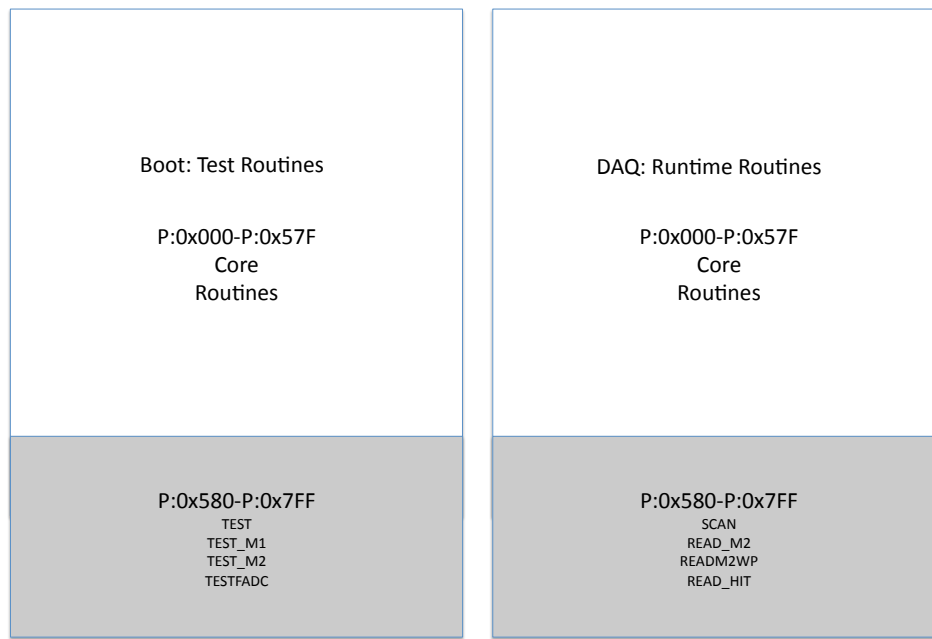 Boot: Test Routines
P:0x000-P:0x57F
Core
Routines
P:0x580-P:0x7FF
TEST
TEST_M1
TEST_M2
TESTFADC
DAQ: Runtime Routines
P:0x000-P:0x57F
Core
Routines
P:0x580-P:0x7FF
SCAN
READ_M2
READM2WP
READ_HIT